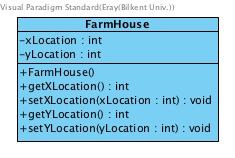 Visual Paradigm Standard(Eray(Bilkent Univ.))
FarmHouse
-xLocation : int
-yLocation : int
+FarmHouse()
+getXLocation() : int
+setXLocation(xLocation : int) : void
+getYLocation() : int
+setYLocation(yLocation : int) : void